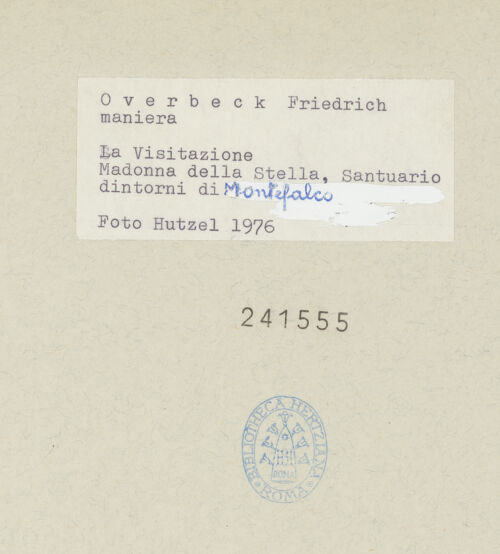 Overbeck Friedrich
maniera
La Visitazione
Madonna della Stella, Santuario
dintorni di Montefalco
Foto Hutzel 1976
241555
BIBLIOTHECA HERTZIANA
ROMA
ROMA